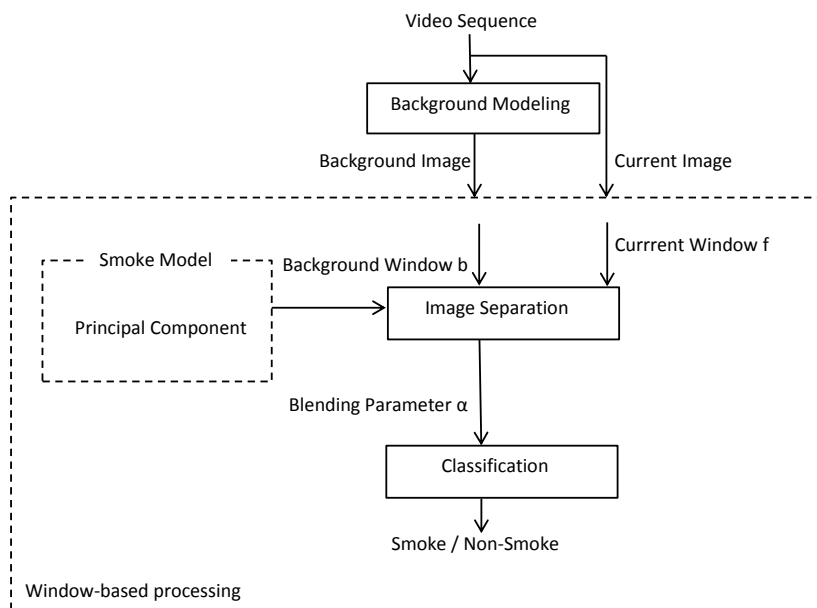 Video Sequence
Background Modeling
Background Image
Current Image
Smoke Model
Background Window b
Currrent Window f
Principal Component
Image Separation
Blending Parameter α
Classification
Smoke / Non-Smoke
Window-based processing